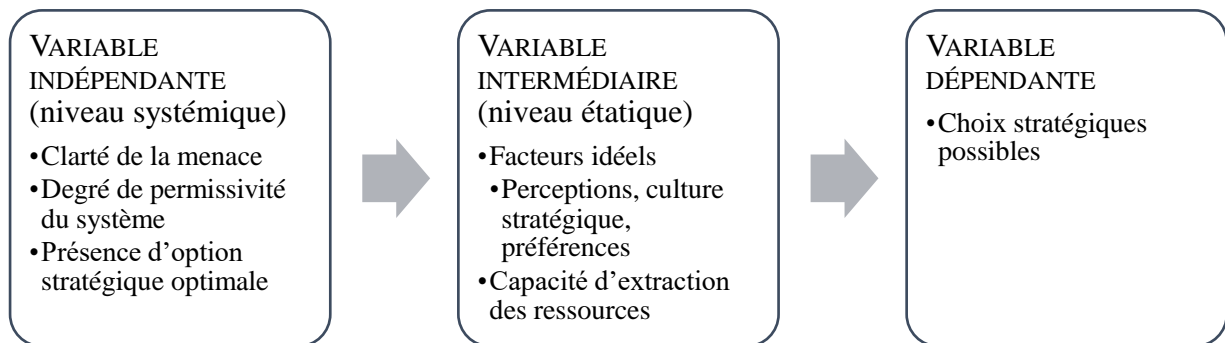 VARIABLE
INDÉPENDANTE
(niveau systémique)
•Clarté de la menace
•Degré de permissivité
du système
•Présence d'option
stratégique optimale
VARIABLE
INTERMÉDIAIRE
(niveau étatique)
•Facteurs idéels
•Perceptions, culture
stratégique,
préférences
•Capacité d'extraction
des ressources
VARIABLE
DÉPENDANTE
•Choix stratégiques
possibles